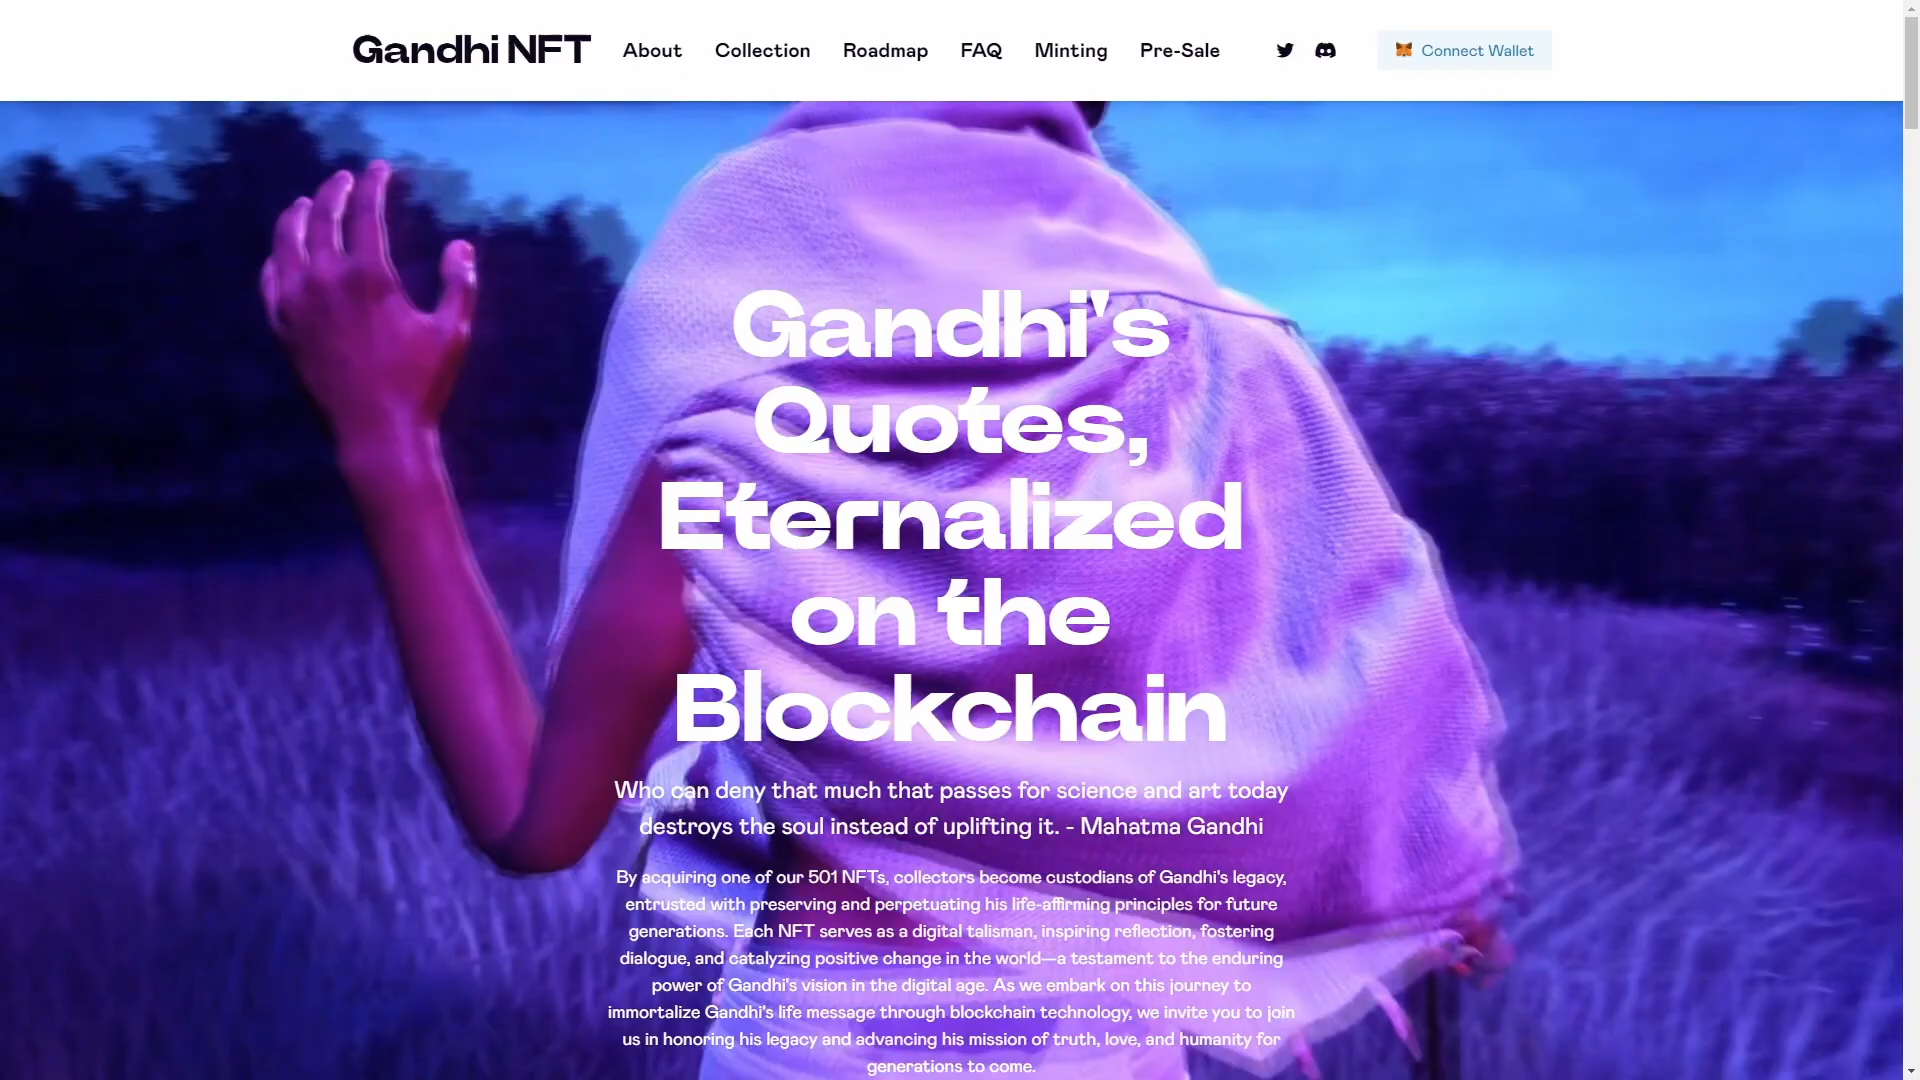 Gandhi NFT About Collection Roadmap FAQ Minting Pre-Sale Connect Wallet
Gandhi's
Quotes,
Eternalized
on the
Blockchain
Who can deny that much that passes for science and art today
destroys the soul instead of uplifting it. - Mahatma Gandhi
By acquiring one of our 501 NFTs, collectors become custodians of Gandhi's legacy,
entrusted with preserving and perpetuating his life-affirming principles for future
generations. Each NFT serves as a digital talisman, inspiring reflection, fostering
dialogue, and catalyzing positive change in the world—a testament to the enduring
power of Gandhi's vision in the digital age. As we embark on this journey to
immortalize Gandhi's life message through blockchain technology, we invite you to join
us in honoring his legacy and advancing his mission of truth, love, and humanity for
generations to come.